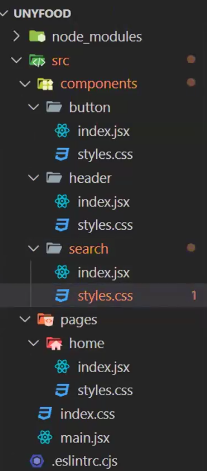 UNYFOOD
node_modules
src
components
button
index.jsx
styles.css
header
index.jsx
styles.css
search
index.jsx
styles.css 1
pages
home
index.jsx
styles.css
index.css
main.jsx
.eslintrc.cjs